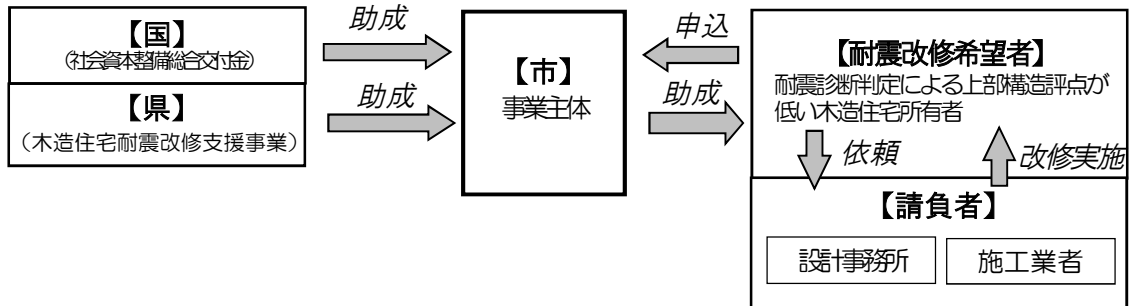 【国】
(社会資本整備総合交付金)
助成
【県】
（木造住宅耐震改修支援事業）
助成
【市】
事業主体
申込
助成
【耐震改修希望者】
耐震診断判定による上部構造評点が
低い木造住宅所有者
依頼
改修実施
【請負者】
設計事務所
施工業者